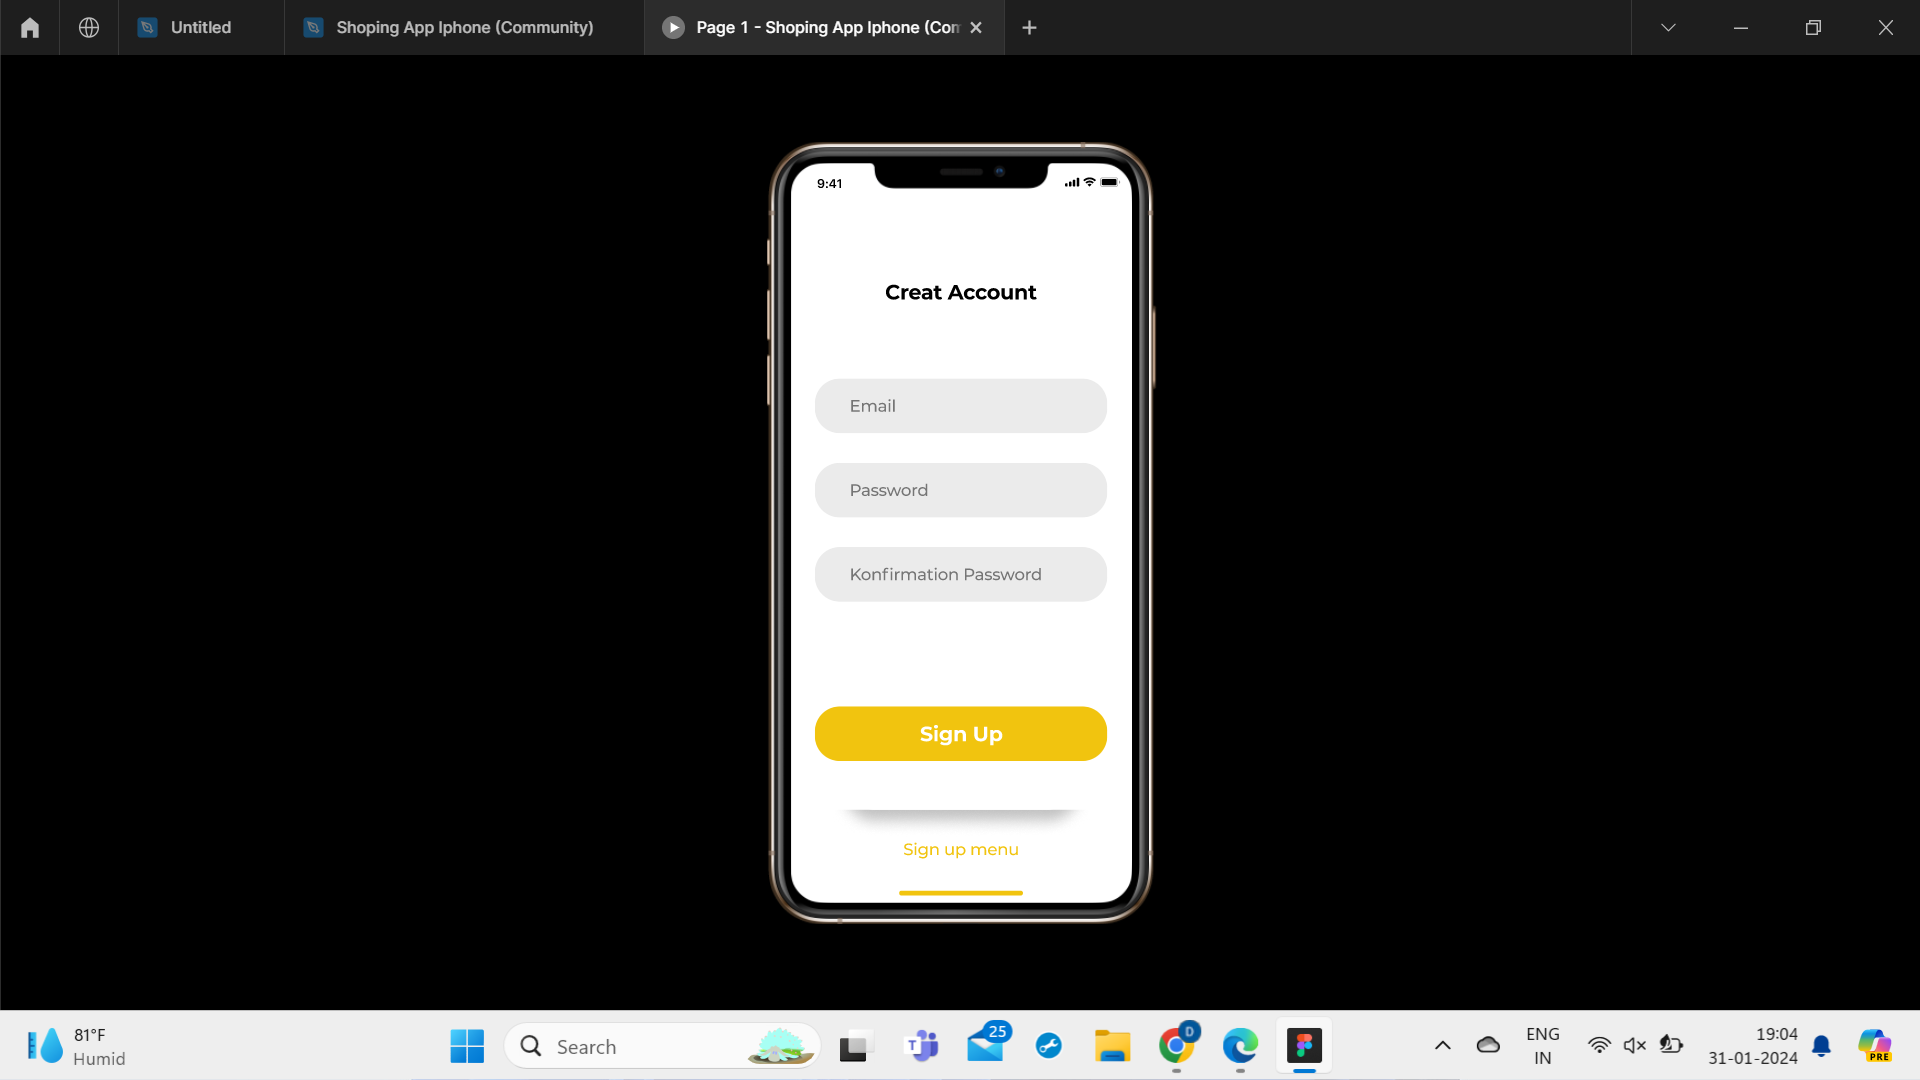 Untitled
Shoping App Iphone (Community)
Page 1 - Shoping App Iphone (Com
9:41
Creat Account
Email
Password
Konfirmation Password
Sign Up
Sign up menu
81°F
Humid
Search
T
25
D
ENG
IN
19:04
31-01-2024
PRE